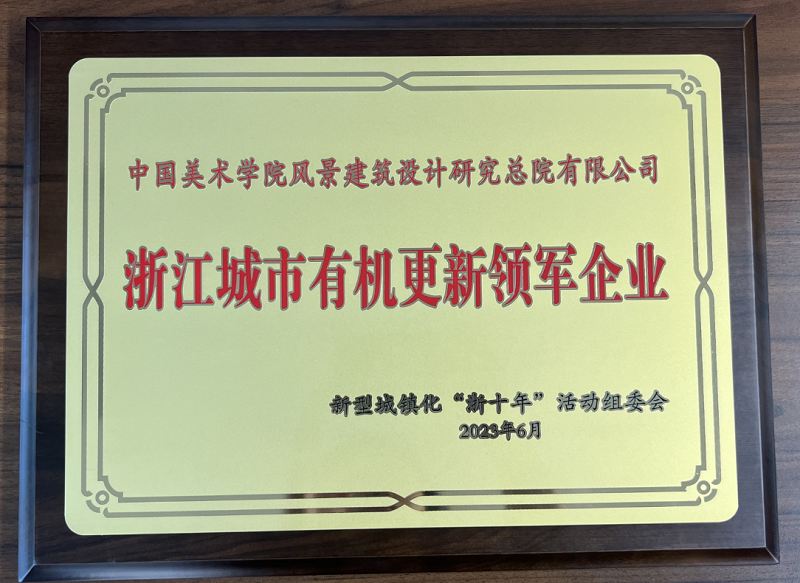 中国美术学院风景建筑设计研究总院有限公司
浙江城市有机更新领军企业
新型城镇化“浙十年”活动组委会
2023年6月